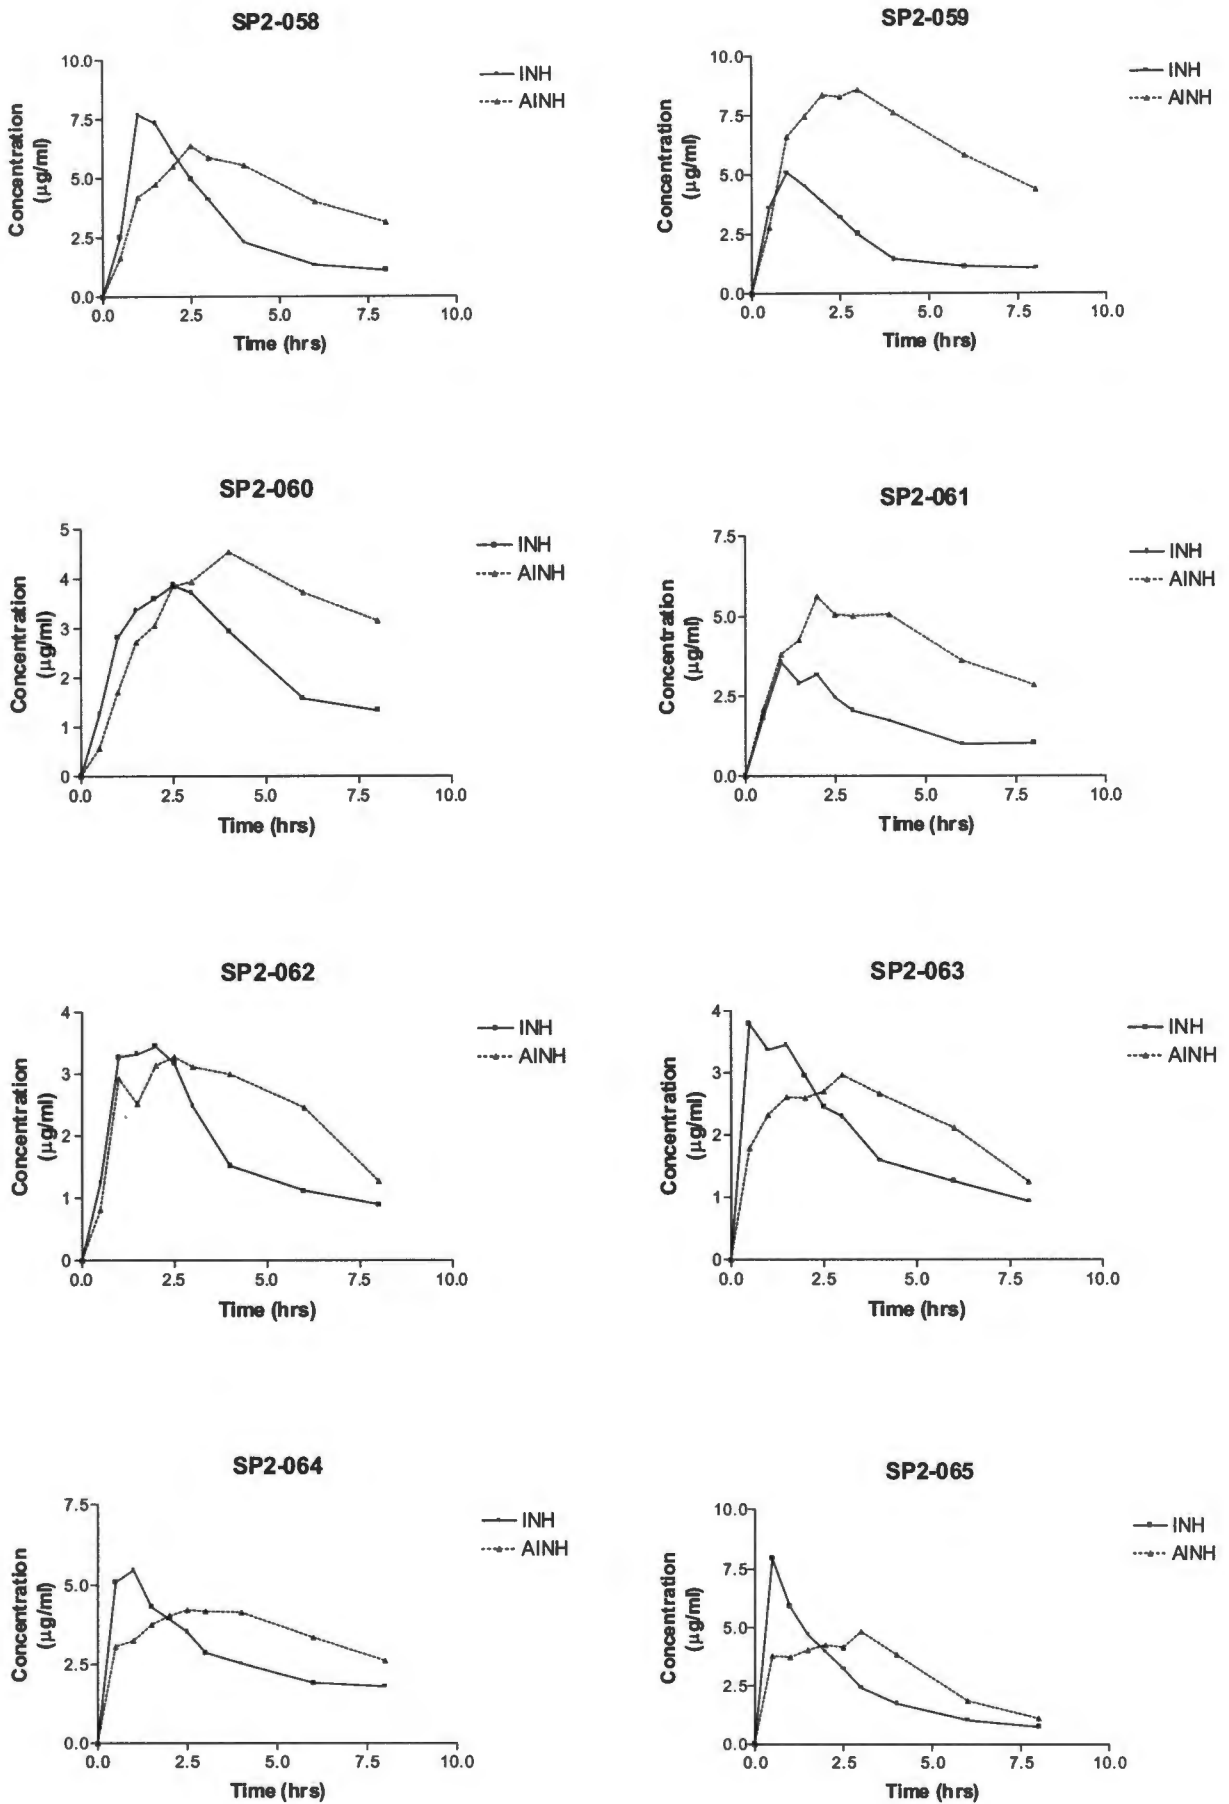 SP2-058
10.0
7.5
5.0
2.5
0.0
0.0 2.5 5.0 7.5 10.0
Concentration
(µg/ml)
Time (hrs)
INH
AINH
SP2-059
10.0
7.5
5.0
2.5
0.0
0.0 2.5 5.0 7.5 10.0
Concentration
(µg/ml)
Time (hrs)
INH
AINH
SP2-060
5
4
3
2
1
0
0.0 2.5 5.0 7.5 10.0
Concentration
(µg/ml)
Time (hrs)
INH
AINH
SP2-061
7.5
5.0
2.5
0.0
0.0 2.5 5.0 7.5 10.0
Concentration
(µg/ml)
Time (hrs)
INH
AINH
SP2-062
4
3
2
1
0
0.0 2.5 5.0 7.5 10.0
Concentration
(µg/ml)
Time (hrs)
INH
AINH
SP2-063
4
3
2
1
0
0.0 2.5 5.0 7.5 10.0
Concentration
(µg/ml)
Time (hrs)
INH
AINH
SP2-064
7.5
5.0
2.5
0.0
0.0 2.5 5.0 7.5 10.0
Concentration
(µg/ml)
Time (hrs)
INH
AINH
SP2-065
10.0
7.5
5.0
2.5
0.0
0.0 2.5 5.0 7.5 10.0
Concentration
(µg/ml)
Time (hrs)
INH
AINH